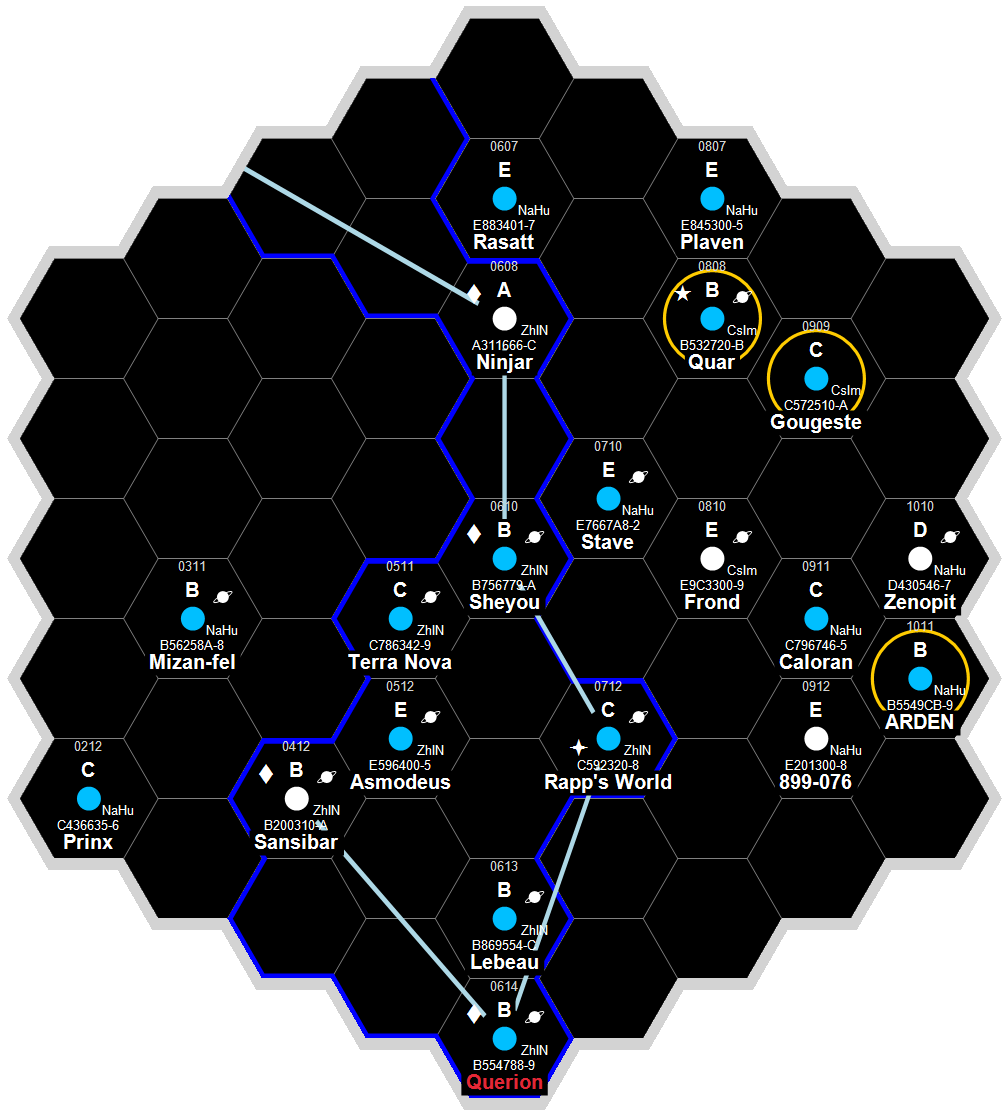 0607
E
NaHu
E883401-7
Rasatt
0807
E
NaHu
E845300-5
Plaven
0608
A
ZhIN
A311666-C
Ninjar
0808
B
CsIm
B532720-B
Quar
0909
C
CsIm
C572510-A
Gougeste
0710
E
NaHu
E7667A8-2
Stave
0610
B
ZhIN
B756779-A
Sheyou
0810
E
CsIm
E9C3300-9
Frond
1010
D
NaHu
D430546-7
Zenopit
0311
B
NaHu
B56258A-8
Mizan-fel
0511
C
ZhIN
C786342-9
Terra Nova
0911
C
NaHu
C796746-5
Caloran
1011
B
NaHu
B5549CB-9
ARDEN
0512
E
ZhIN
E596400-5
Asmodeus
0712
C
ZhIN
C592320-8
Rapp's World
0912
E
NaHu
E201300-8
899-076
0212
C
NaHu
C436635-6
Prinx
0412
B
ZhIN
B200310-A
Sansibar
0613
B
ZhIN
B869554-C
Lebeau
0614
B
ZhIN
B554788-9
Querion